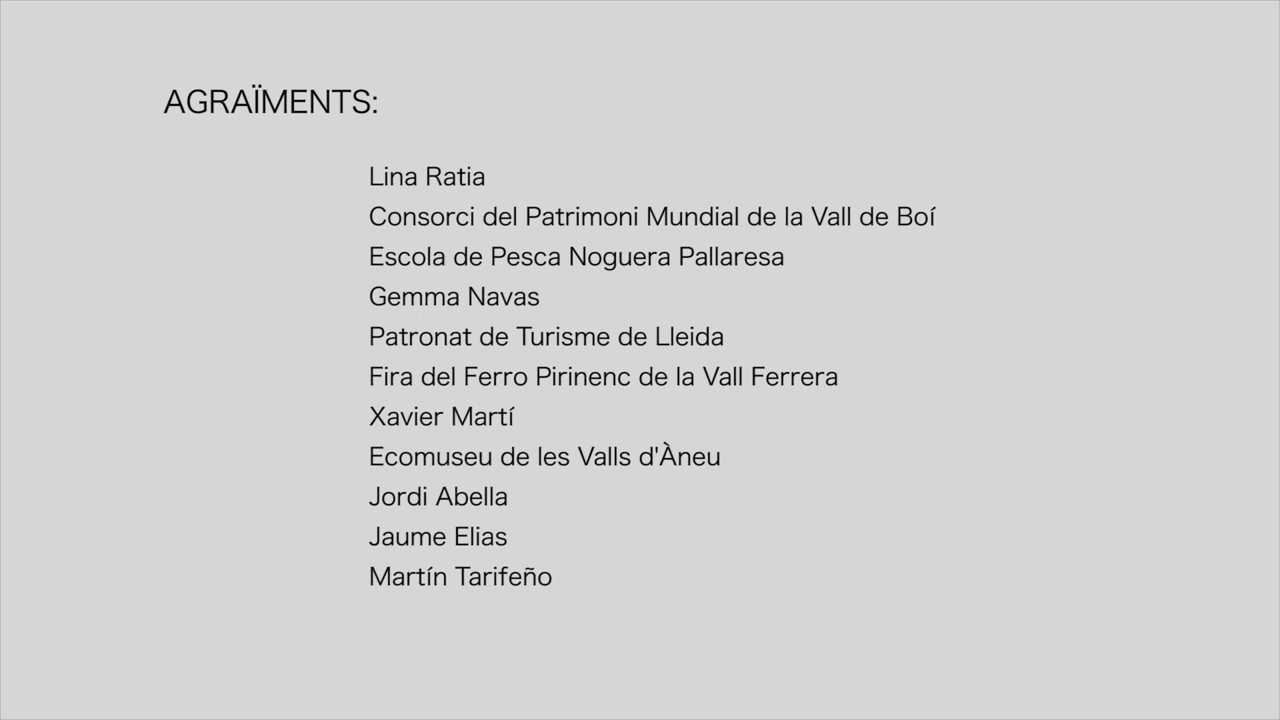 AGRAÏMENTS:
Lina Ratia
Consorci del Patrimoni Mundial de la Vall de Boí
Escola de Pesca Noguera Pallaresa
Gemma Navas
Patronat de Turisme de Lleida
Fira del Ferro Pirinenc de la Vall Ferrera
Xavier Martí
Ecomuseu de les Valls d'Àneu
Jordi Abella
Jaume Elias
Martín Tarifeño